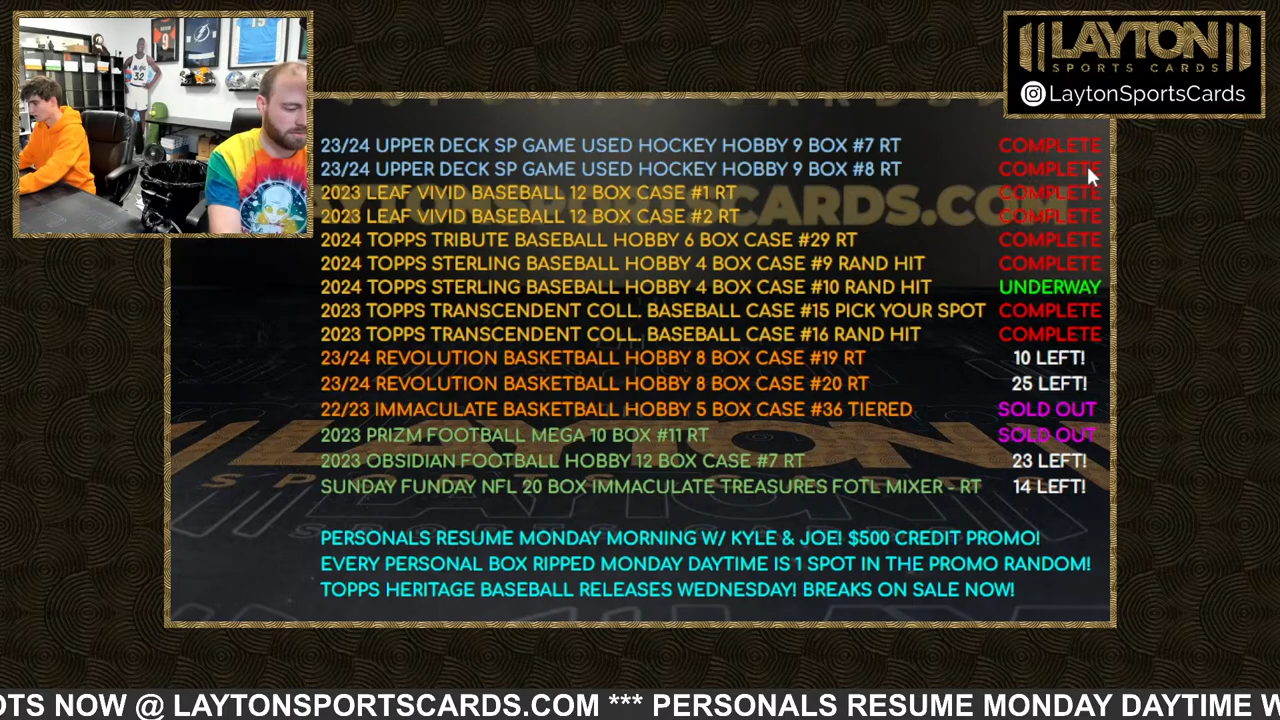 LAYTON
SPORTS CARDS
LaytonSportsCards
23/24 UPPER DECK SP GAME USED HOCKEY HOBBY 9 BOX #7 RT COMPLETE
23/24 UPPER DECK SP GAME USED HOCKEY HOBBY 9 BOX #8 RT COMPLETE
2023 LEAF VIVID BASEBALL 12 BOX CASE #1 RT COMPLETE
2023 LEAF VIVID BASEBALL 12 BOX CASE #2 RT COMPLETE
2024 TOPPS TRIBUTE BASEBALL HOBBY 6 BOX CASE #29 RT COMPLETE
2024 TOPPS STERLING BASEBALL HOBBY 4 BOX CASE #9 RAND HIT COMPLETE
2024 TOPPS STERLING BASEBALL HOBBY 4 BOX CASE #10 RAND HIT UNDERWAY
2023 TOPPS TRANSCENDENT COLL. BASEBALL CASE #15 PICK YOUR SPOT COMPLETE
2023 TOPPS TRANSCENDENT COLL. BASEBALL CASE #16 RAND HIT COMPLETE
23/24 REVOLUTION BASKETBALL HOBBY 8 BOX CASE #19 RT 10 LEFT!
23/24 REVOLUTION BASKETBALL HOBBY 8 BOX CASE #20 RT 25 LEFT!
22/23 IMMACULATE BASKETBALL HOBBY 5 BOX CASE #36 TIERED SOLD OUT
2023 PRIZM FOOTBALL MEGA 10 BOX #11 RT SOLD OUT
2023 OBSIDIAN FOOTBALL HOBBY 12 BOX CASE #7 RT 23 LEFT!
SUNDAY FUNDAY NFL 20 BOX IMMACULATE TREASURES FOTL MIXER - RT 14 LEFT!
PERSONALS RESUME MONDAY MORNING W/ KYLE & JOE! $500 CREDIT PROMO!
EVERY PERSONAL BOX RIPPED MONDAY DAYTIME IS 1 SPOT IN THE PROMO RANDOM!
TOPPS HERITAGE BASEBALL RELEASES WEDNESDAY! BREAKS ON SALE NOW!
OTS NOW @ LAYTONSPORTSCARDS.COM *** PERSONALS RESUME MONDAY DAYTIME W